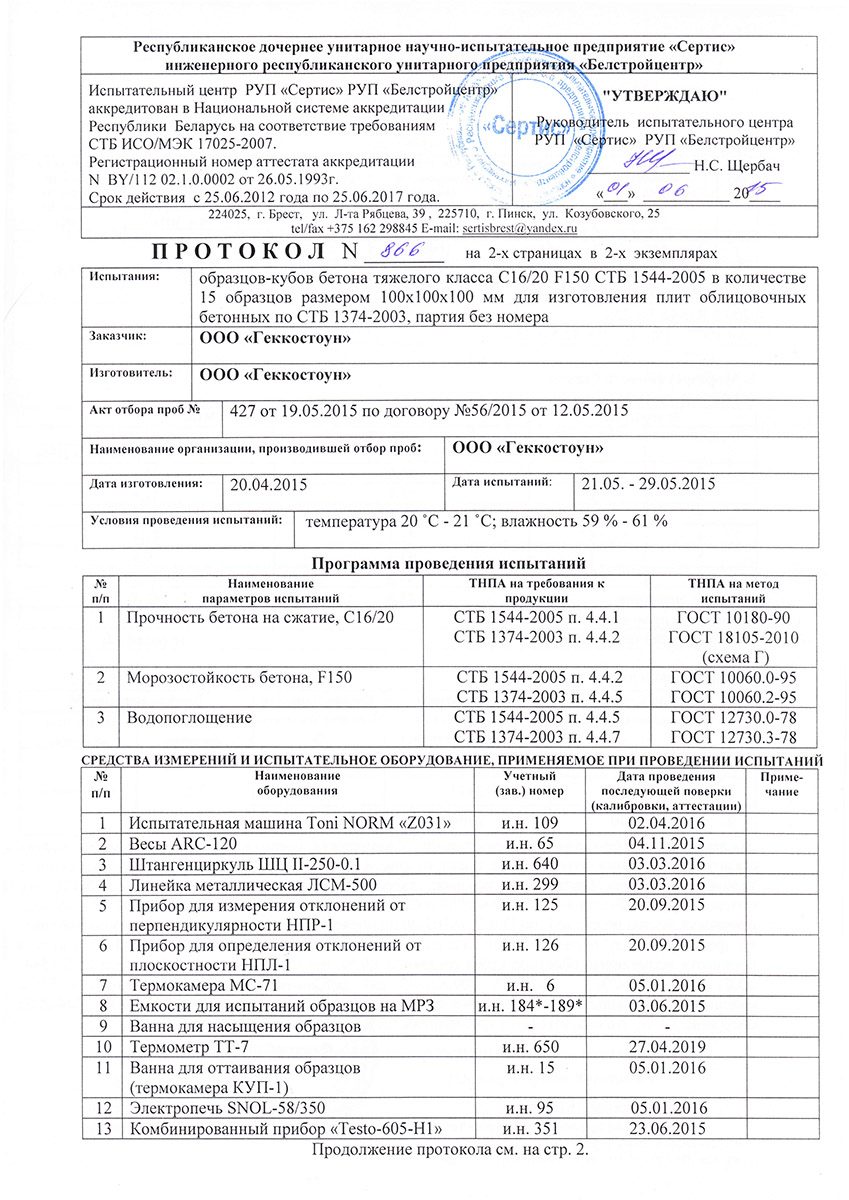 Республиканское дочернее унитарное научно-испытательное предприятие «Сертис»
инженерного республиканского унитарного предприятия «Белстройцентр»
Испытательный центр РУП «Сертис» РУП «Белстройцентр»
аккредитован в Национальной системе аккредитации
Республики Беларусь на соответствие требованиям
СТБ ИСО/МЭК 17025-2007.
Регистрационный номер аттестата аккредитации
N BY/112 02.1.0.0002 от 26.05.1993г.
Срок действия с 25.06.2012 года по 25.06.2017 года.
«Сертис»
"УТВЕРЖДАЮ"
Руководитель испытательного центра
РУП «Сертис» РУП «Белстройцентр»
Н.С. Щербач
«01» 06 2015
224025, г. Брест, ул. Л-та Рябцева, 39 , 225710, г. Пинск, ул. Козубовского, 25
tel/fax +375 162 298845 E-mail: sertisbrest@yandex.ru
ПРОТОКОЛ N 866 на 2-х страницах в 2-х экземплярах
Испытания: образцов-кубов бетона тяжелого класса С16/20 F150 СТБ 1544-2005 в количестве
15 образцов размером 100х100х100 мм для изготовления плит облицовочных
бетонных по СТБ 1374-2003, партия без номера
Заказчик: ООО «Геккостоун»
Изготовитель: ООО «Геккостоун»
Акт отбора проб № 427 от 19.05.2015 по договору №56/2015 от 12.05.2015
Наименование организации, производившей отбор проб: ООО «Геккостоун»
Дата изготовления: 20.04.2015 Дата испытаний: 21.05. - 29.05.2015
Условия проведения испытаний: температура 20 ˚С - 21 ˚С; влажность 59 % - 61 %
Программа проведения испытаний
№ п/п Наименование параметров испытаний ТНПА на требования к продукции ТНПА на метод испытаний
1 Прочность бетона на сжатие, С16/20 СТБ 1544-2005 п. 4.4.1 ГОСТ 10180-90
СТБ 1374-2003 п. 4.4.2 ГОСТ 18105-2010
(схема Г)
2 Морозостойкость бетона, F150 СТБ 1544-2005 п. 4.4.2 ГОСТ 10060.0-95
СТБ 1374-2003 п. 4.4.5 ГОСТ 10060.2-95
3 Водопоглощение СТБ 1544-2005 п. 4.4.5 ГОСТ 12730.0-78
СТБ 1374-2003 п. 4.4.7 ГОСТ 12730.3-78
СРЕДСТВА ИЗМЕРЕНИЙ И ИСПЫТАТЕЛЬНОЕ ОБОРУДОВАНИЕ, ПРИМЕНЯЕМОЕ ПРИ ПРОВЕДЕНИИ ИСПЫТАНИЙ
№ п/п Наименование оборудования Учетный (зав.) номер Дата проведения последующей поверки (калибровки, аттестации) Приме-чание
1 Испытательная машина Toni NORM «Z031» и.н. 109 02.04.2016
2 Весы ARC-120 и.н. 65 04.11.2015
3 Штангенциркуль ШЦ II-250-0.1 и.н. 640 03.03.2016
4 Линейка металлическая ЛСМ-500 и.н. 299 03.03.2016
5 Прибор для измерения отклонений от и.н. 125 20.09.2015
перпендикулярности НПР-1
6 Прибор для определения отклонений от и.н. 126 20.09.2015
плоскостности НПЛ-1
7 Термокамера МС-71 и.н. 6 05.01.2016
8 Емкости для испытаний образцов на МРЗ и.н. 184*-189* 03.06.2015
9 Ванна для насыщения образцов - -
10 Термометр ТТ-7 и.н. 650 27.04.2019
11 Ванна для оттаивания образцов и.н. 15 05.01.2016
(термокамера КУП-1)
12 Электропечь SNOL-58/350 и.н. 95 05.01.2016
13 Комбинированный прибор «Testo-605-H1» и.н. 351 23.06.2015
Продолжение протокола см. на стр. 2.